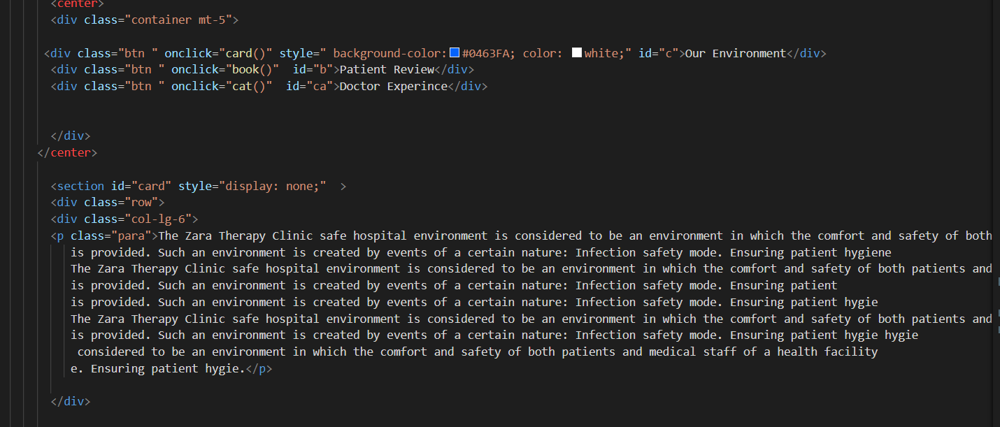 <center>
<div class="container mt-5">
<div class="btn " onclick="card()" style=" background-color:#0463FA; color: white;" id="c">Our Environment</div>
<div class="btn " onclick="book()"  id="b">Patient Review</div>
<div class="btn " onclick="cat()"  id="ca">Doctor Experince</div>
</div>
</center>
<section id="card" style="display: none;"  >
<div class="row">
<div class="col-lg-6">
<p class="para">The Zara Therapy Clinic safe hospital environment is considered to be an environment in which the comfort and safety of both
is provided. Such an environment is created by events of a certain nature: Infection safety mode. Ensuring patient hygiene
The Zara Therapy Clinic safe hospital environment is considered to be an environment in which the comfort and safety of both patients and
is provided. Such an environment is created by events of a certain nature: Infection safety mode. Ensuring patient
is provided. Such an environment is created by events of a certain nature: Infection safety mode. Ensuring patient hygie
The Zara Therapy Clinic safe hospital environment is considered to be an environment in which the comfort and safety of both patients and
is provided. Such an environment is created by events of a certain nature: Infection safety mode. Ensuring patient hygie hygie
considered to be an environment in which the comfort and safety of both patients and medical staff of a health facility
e. Ensuring patient hygie.</p>
</div>